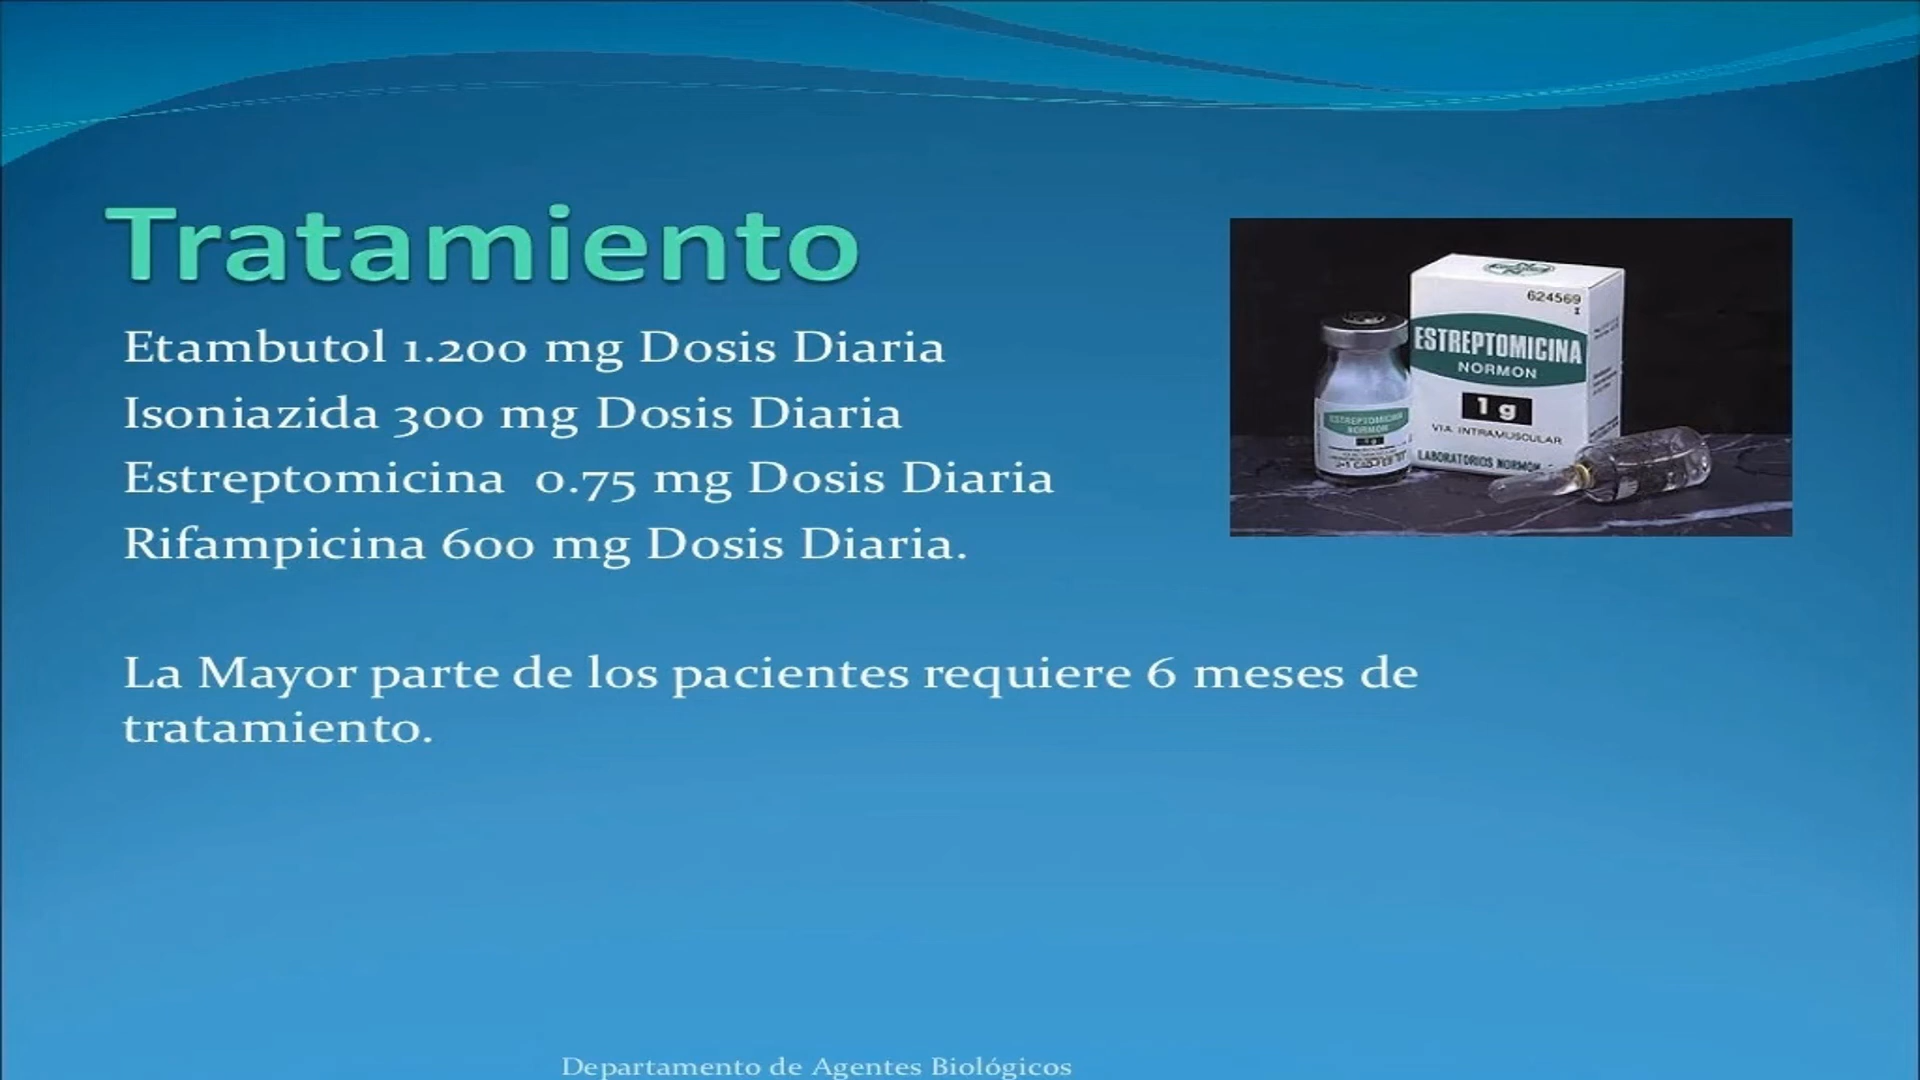 Tratamiento
Etambutol 1.200 mg Dosis Diaria
Isoniazida 300 mg Dosis Diaria
Estreptomicina 0.75 mg Dosis Diaria
Rifampicina 600 mg Dosis Diaria.
La Mayor parte de los pacientes requiere 6 meses de
tratamiento.
624569
ESTREPTOMICINA
NORMON
1 g
VIA INTRAMUSCULAR
LABORATORIOS NORMON
ESTREPTOMICINA
NORMON
Departamento de Agentes Biológicos